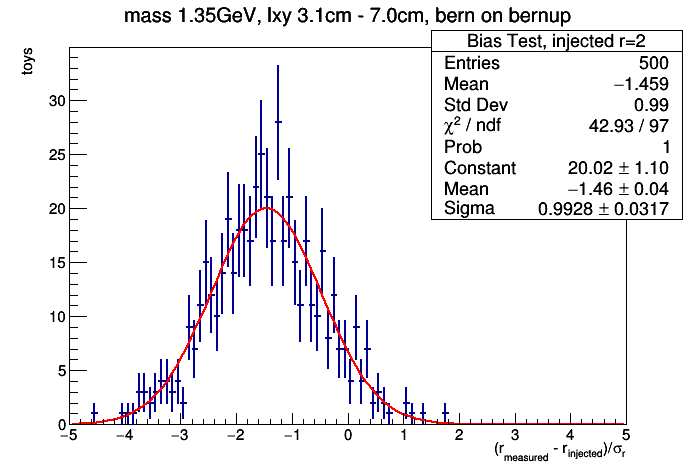 mass 1.35GeV, lxy 3.1cm - 7.0cm, bern on bernup
toys
Bias Test, injected r=2
Entries 500
Mean −1.459
Std Dev 0.99
χ² / ndf 42.93 / 97
Prob 1
Constant 20.02 ± 1.10
Mean −1.46 ± 0.04
Sigma 0.9928 ± 0.0317
30
25
20
15
10
5
0
−5 −4 −3 −2 −1 0 1 2 3 4 5
(r_measured - r_injected)/σ_r